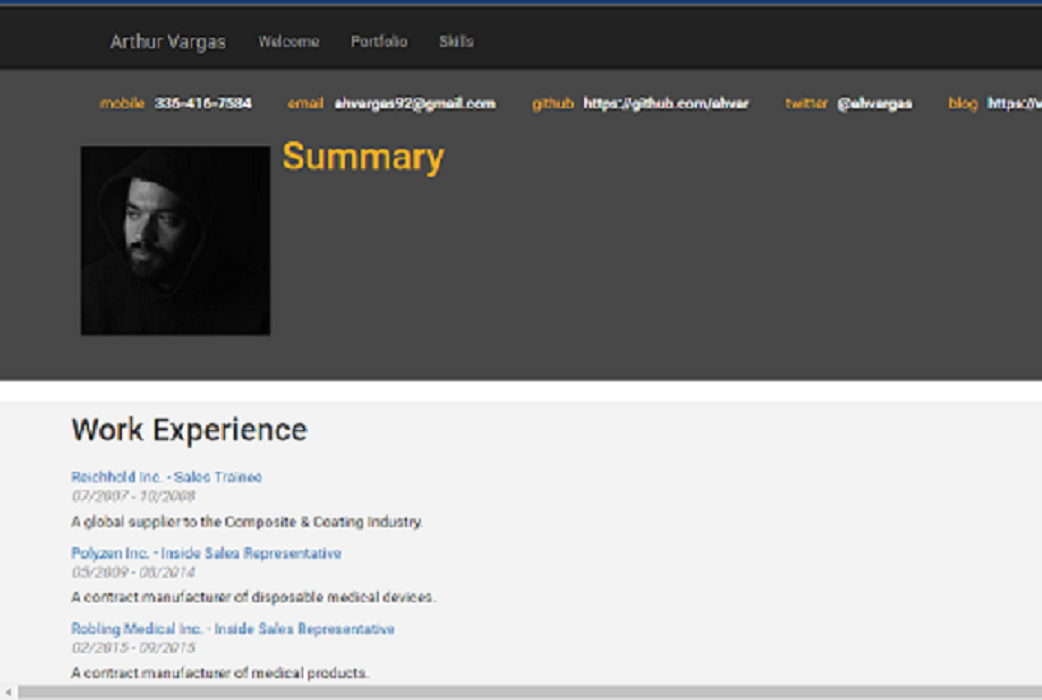 Arthur Vargas Welcome Portfolio Skills
mobile 336-416-7584 email ahvargas92@gmail.com github https://github.com/ahvar twitter @ahvargas blog
Summary
Work Experience
Reichhold Inc. - Sales Trainee
07/2007 - 10/2008
A global supplier to the Composite & Coating Industry.
Polyzen Inc. - Inside Sales Representative
05/2009 - 08/2014
A contract manufacturer of disposable medical devices.
Robling Medical Inc. - Inside Sales Representative
02/2015 - 09/2015
A contract manufacturer of medical products.